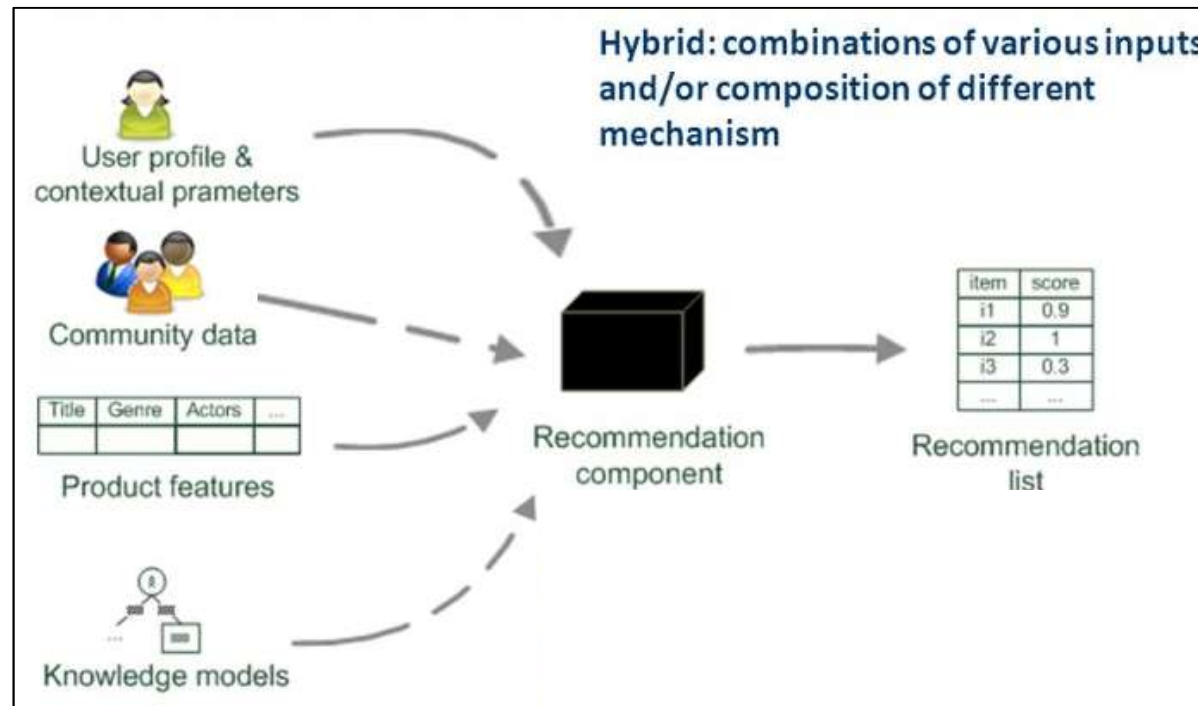 Hybrid: combinations of various inputs
and/or composition of different
mechanism
User profile &
contextual prameters
Community data
Title Genre Actors ...
Product features
...
Knowledge models
Recommendation
component
item score
i1 0.9
i2 1
i3 0.3
... ...
Recommendation
list